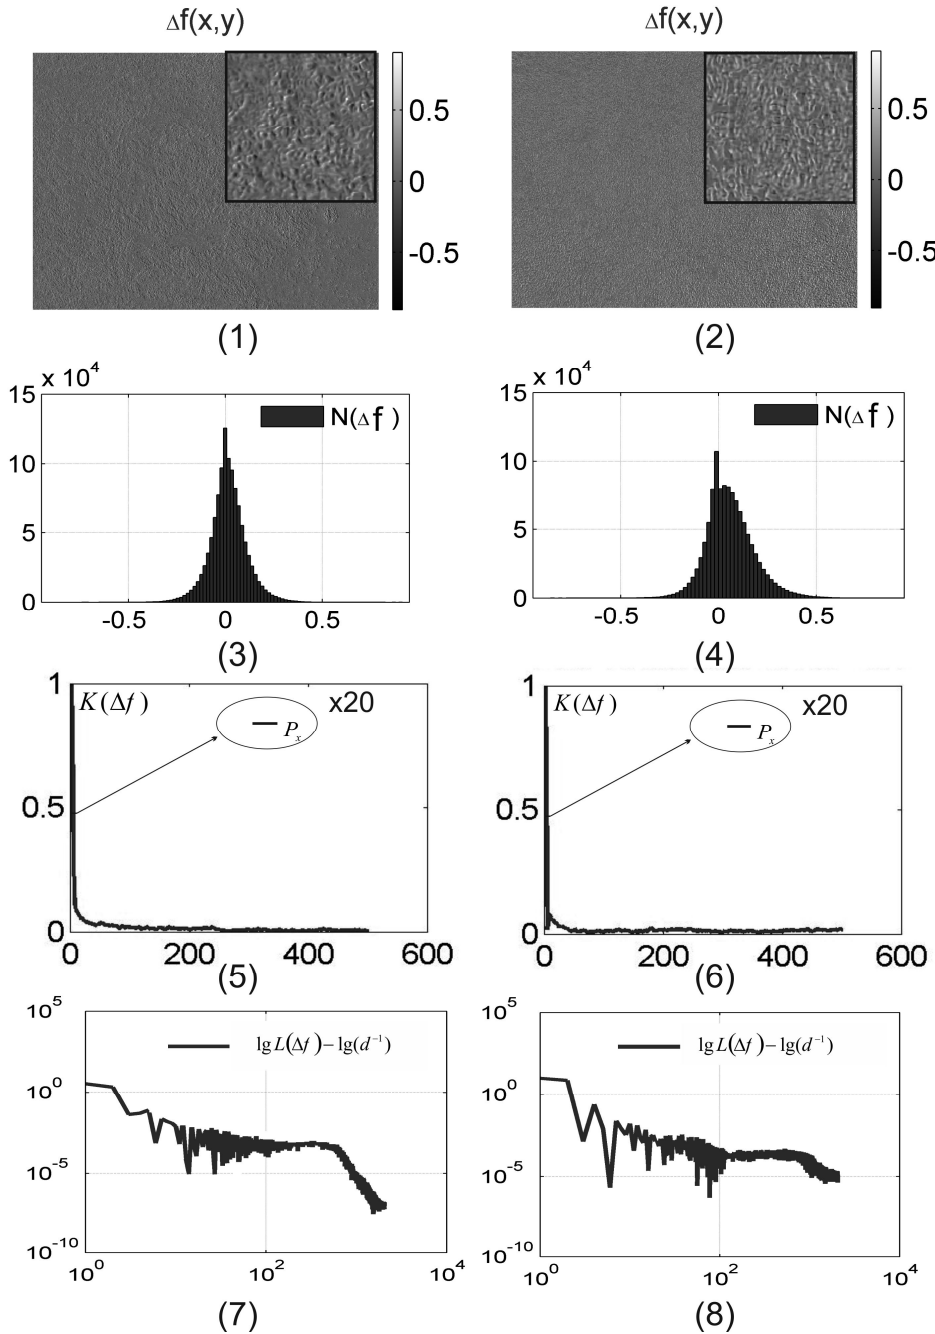 Δf(x,y) Δf(x,y)
0.5 0.5
0 0
-0.5 -0.5
(1) (2)
x 10^4 x 10^4
15 15
N(Δf) N(Δf)
10 10
5 5
0 0
-0.5 0 0.5 -0.5 0 0.5
(3) (4)
1 1
K(Δf) x20 K(Δf) x20
P_x P_x
0.5 0.5
0 0
0 200 400 600 0 200 400 600
(5) (6)
10^5 10^5
lg L(Δf) – lg(d^-1) lg L(Δf) – lg(d^-1)
10^0 10^0
10^-5 10^-5
10^-10 10^-10
10^0 10^2 10^4 10^0 10^2 10^4
(7) (8)